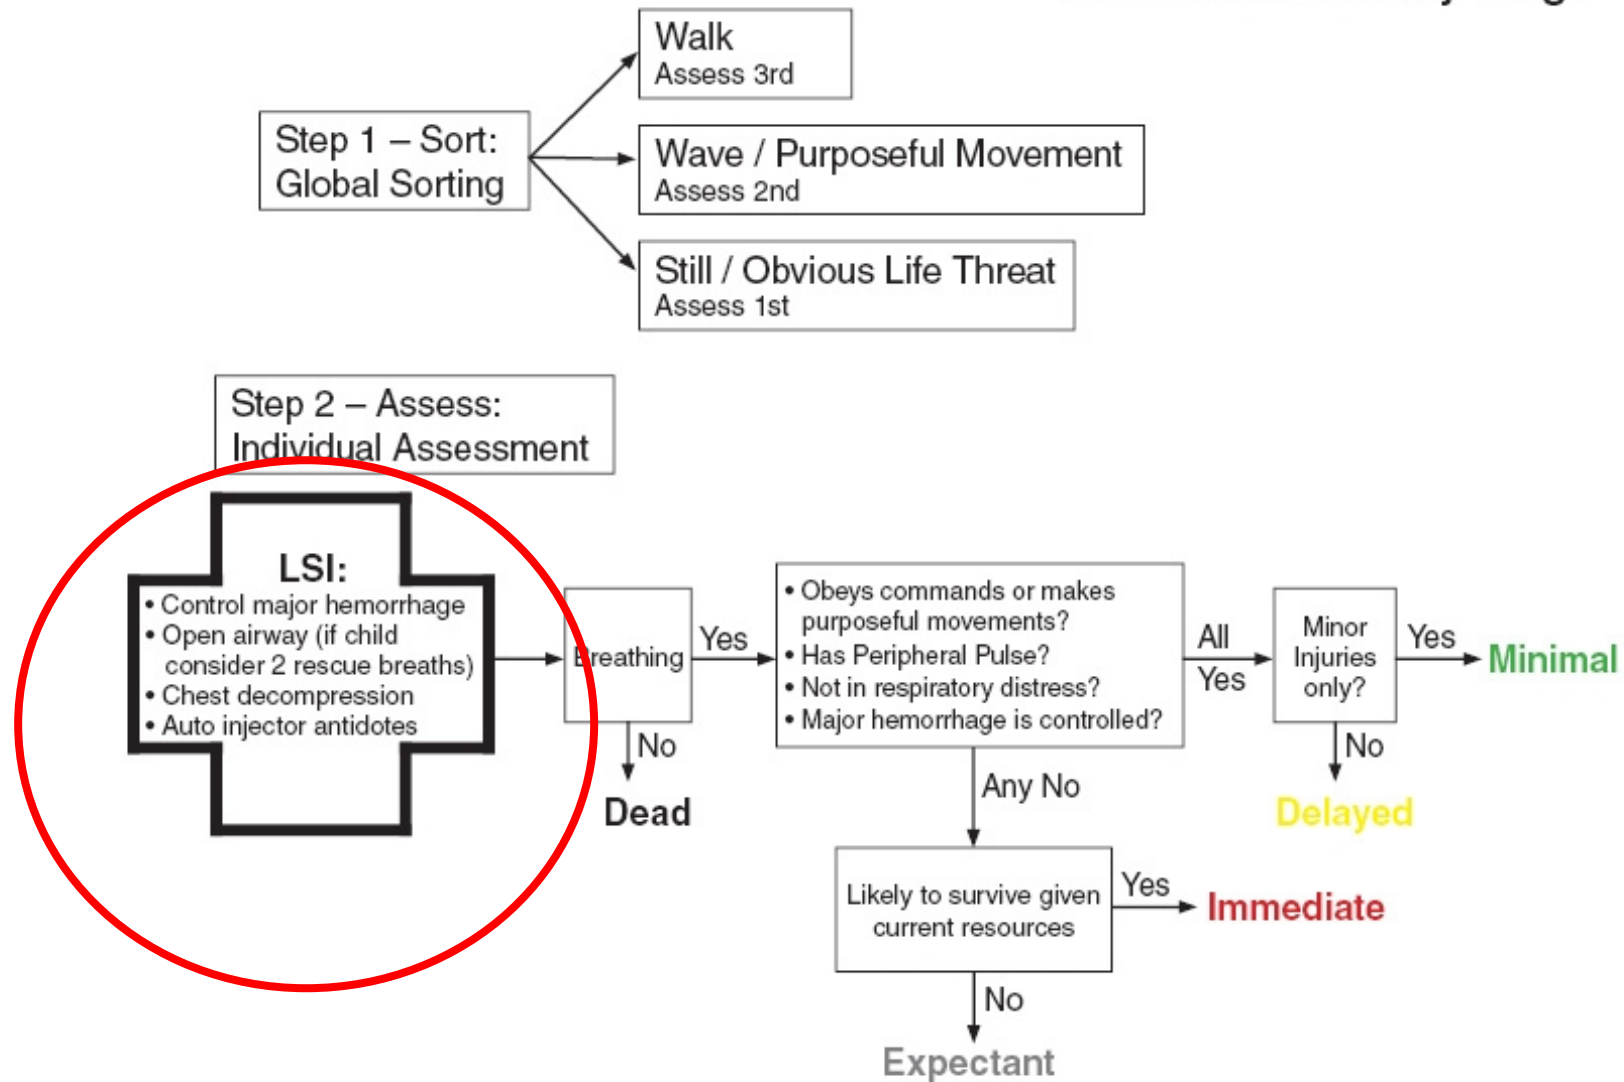 Walk
Assess 3rd
Step 1 – Sort:
Global Sorting
Wave / Purposeful Movement
Assess 2nd
Still / Obvious Life Threat
Assess 1st
Step 2 – Assess:
Individual Assessment
LSI:
• Control major hemorrhage
• Open airway (if child
consider 2 rescue breaths)
• Chest decompression
• Auto injector antidotes
Breathing
Yes
No
Dead
• Obeys commands or makes
purposeful movements?
• Has Peripheral Pulse?
• Not in respiratory distress?
• Major hemorrhage is controlled?
All
Yes
Minor
Injuries
only?
Yes
Minimal
No
Delayed
Any No
Likely to survive given
current resources
Yes
Immediate
No
Expectant